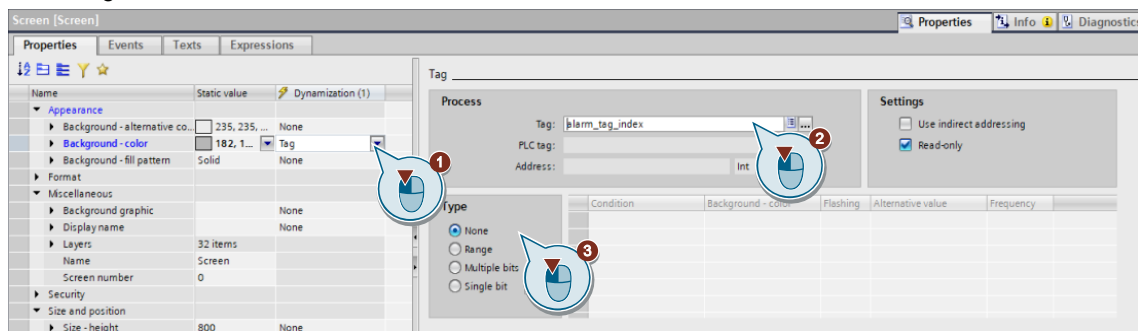 Screen [Screen]
Properties Info Diagnostics
Properties Events Texts Expressions
Name Static value Dynamization (1)
Appearance
Background - alternative co... 235, 235, ... None
Background - color 182, 1... Tag
Background - fill pattern Solid None
Format
Miscellaneous
Background graphic None
Display name None
Layers 32 items
Name Screen
Screen number 0
Security
Size and position
Size - height 800 None
Tag
Process
Tag: alarm_tag_index
PLC tag:
Address: Int
Settings
Use indirect addressing
Read-only
Type
None
Range
Multiple bits
Single bit
Condition Background - color Flashing Alternative value Frequency
1
2
3